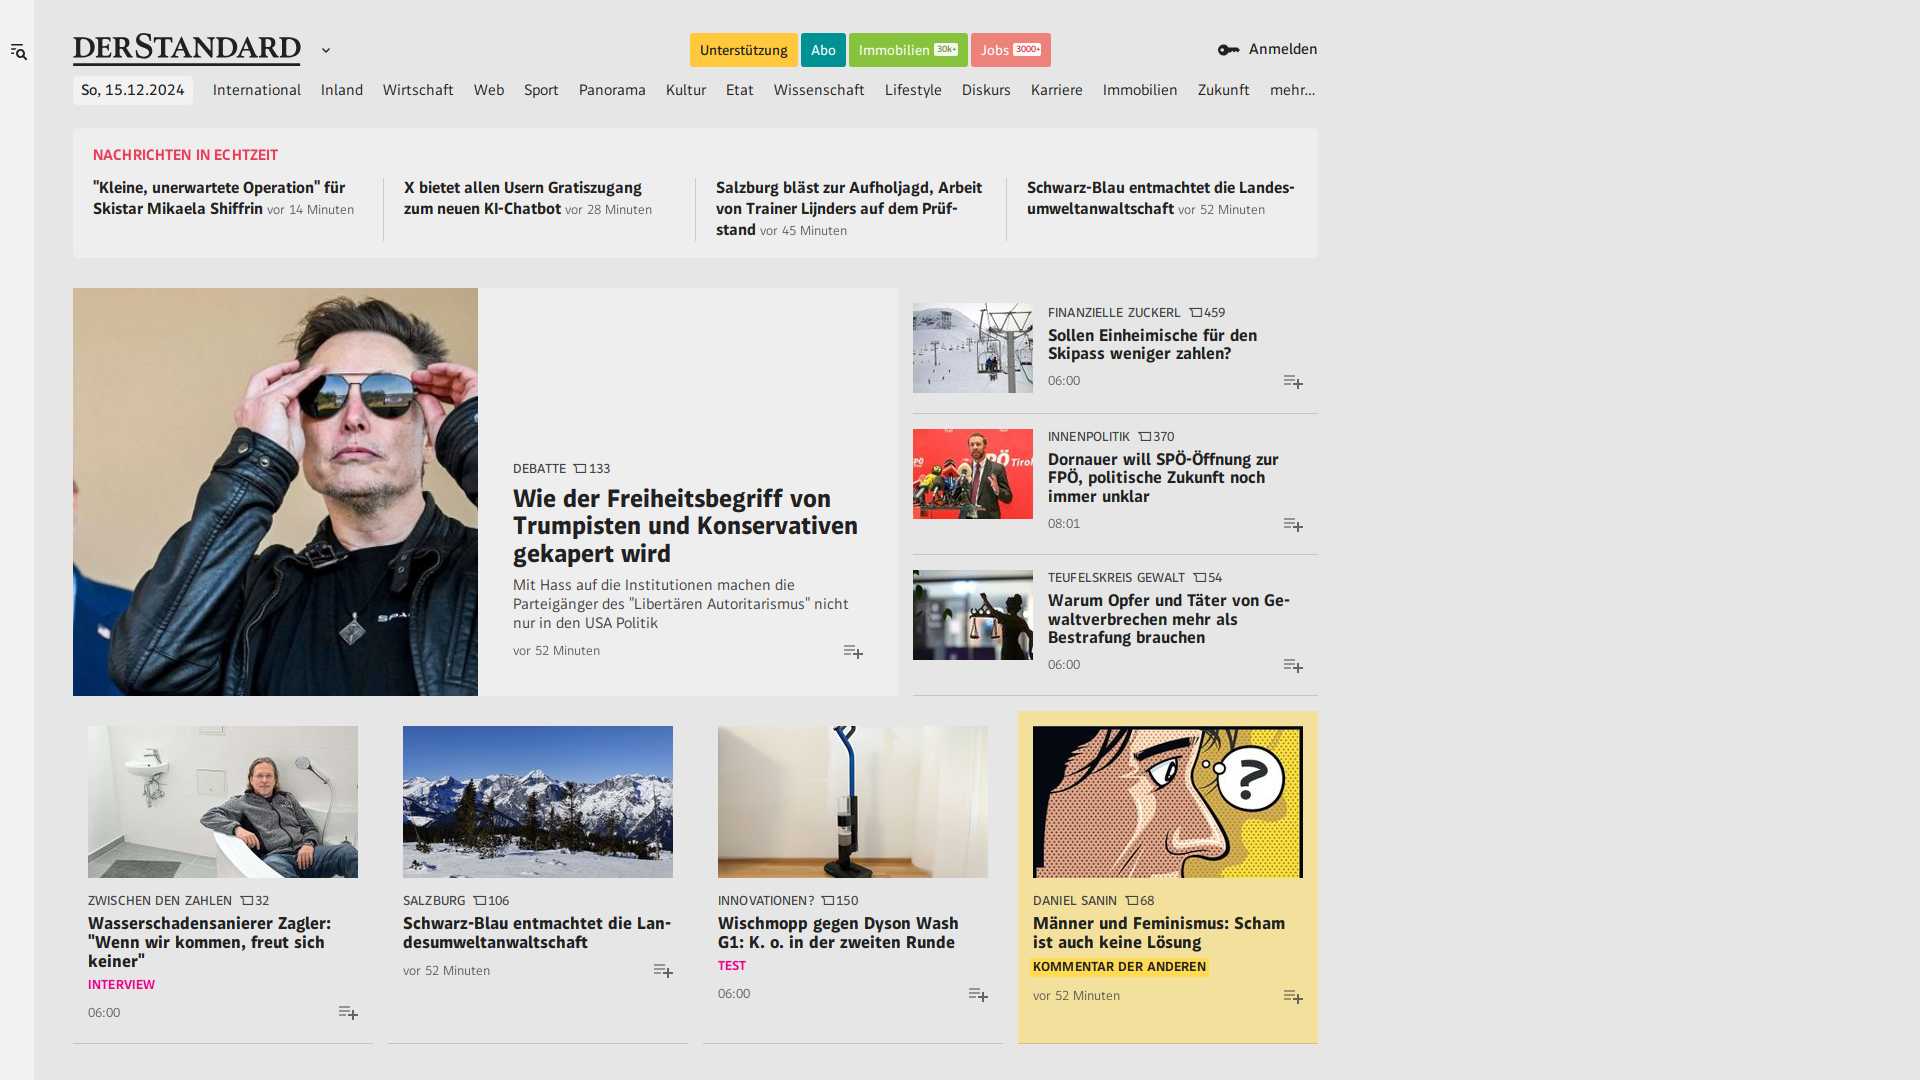 DERSTANDARD
Unterstützung
Abo
Immobilien 30k+
Jobs 3000+
Anmelden
So, 15.12.2024
International
Inland
Wirtschaft
Web
Sport
Panorama
Kultur
Etat
Wissenschaft
Lifestyle
Diskurs
Karriere
Immobilien
Zukunft
mehr...
NACHRICHTEN IN ECHTZEIT
"Kleine, unerwartete Operation" für
Skistar Mikaela Shiffrin vor 14 Minuten
X bietet allen Usern Gratiszugang
zum neuen KI-Chatbot vor 28 Minuten
Salzburg bläst zur Aufholjagd, Arbeit
von Trainer Lijnders auf dem Prüf-
stand vor 45 Minuten
Schwarz-Blau entmachtet die Landes-
umweltanwaltschaft vor 52 Minuten
DEBATTE 133
Wie der Freiheitsbegriff von
Trumpisten und Konservativen
gekapert wird
Mit Hass auf die Institutionen machen die
Parteigänger des "Libertären Autoritarismus" nicht
nur in den USA Politik
vor 52 Minuten
FINANZIELLE ZUCKERL 459
Sollen Einheimische für den
Skipass weniger zahlen?
06:00
PÖ Tirol
INNENPOLITIK 370
Dornauer will SPÖ-Öffnung zur
FPÖ, politische Zukunft noch
immer unklar
08:01
TEUFELSKREIS GEWALT 54
Warum Opfer und Täter von Ge-
waltverbrechen mehr als
Bestrafung brauchen
06:00
ZWISCHEN DEN ZAHLEN 32
Wasserschadensanierer Zagler:
"Wenn wir kommen, freut sich
keiner"
INTERVIEW
06:00
SALZBURG 106
Schwarz-Blau entmachtet die Lan-
desumweltanwaltschaft
vor 52 Minuten
INNOVATIONEN? 150
Wischmopp gegen Dyson Wash
G1: K. o. in der zweiten Runde
TEST
06:00
?
DANIEL SANIN 68
Männer und Feminismus: Scham
ist auch keine Lösung
KOMMENTAR DER ANDEREN
vor 52 Minuten